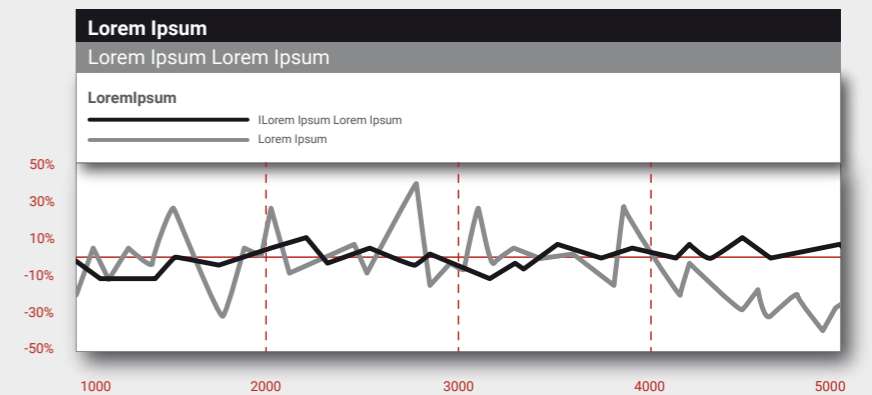 Lorem Ipsum
Lorem Ipsum Lorem Ipsum
LoremIpsum
ILorem Ipsum Lorem Ipsum
Lorem Ipsum
50%
30%
10%
-10%
-30%
-50%
1000 2000 3000 4000 5000